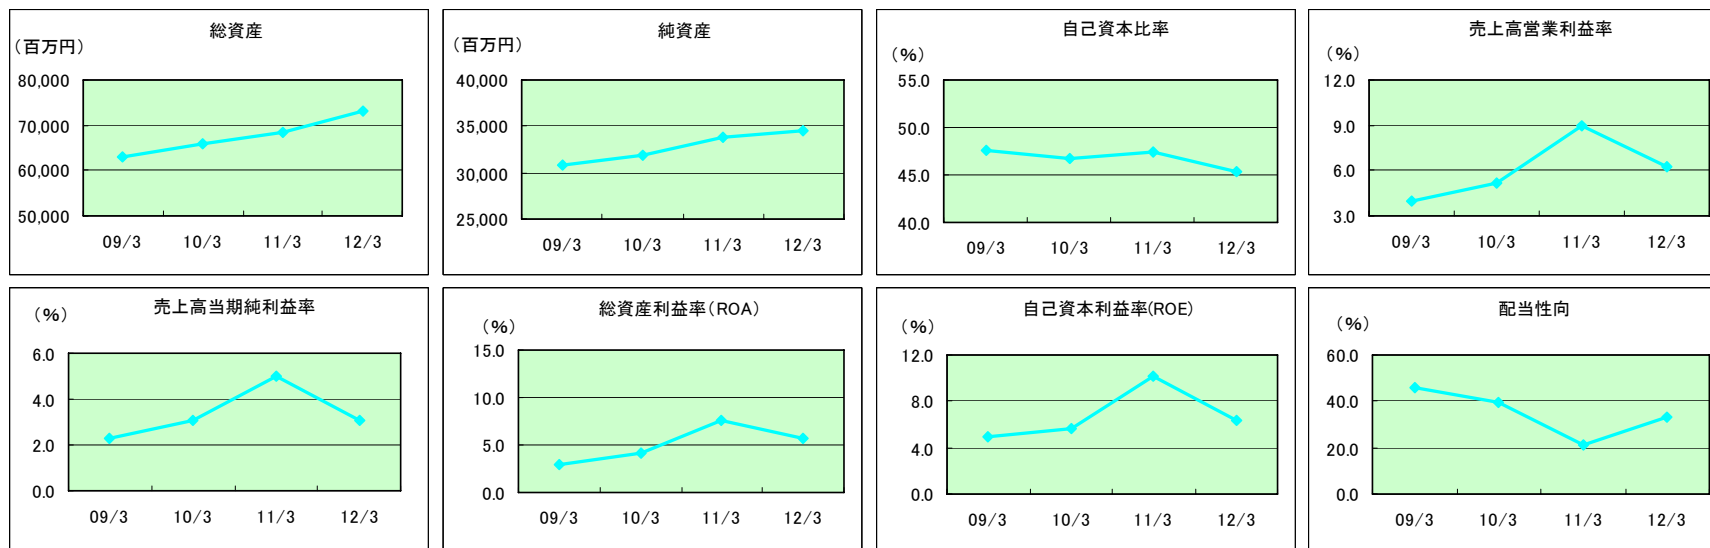 総資産
（百万円）
80,000
70,000
60,000
50,000
09/3 10/3 11/3 12/3
純資産
（百万円）
40,000
35,000
30,000
25,000
09/3 10/3 11/3 12/3
自己資本比率
（％）
55.0
50.0
45.0
40.0
09/3 10/3 11/3 12/3
売上高営業利益率
（％）
12.0
9.0
6.0
3.0
09/3 10/3 11/3 12/3
売上高当期純利益率
（％）
6.0
4.0
2.0
0.0
09/3 10/3 11/3 12/3
総資産利益率（ROA）
（％）
15.0
10.0
5.0
0.0
09/3 10/3 11/3 12/3
自己資本利益率(ROE)
（％）
12.0
8.0
4.0
0.0
09/3 10/3 11/3 12/3
配当性向
（％）
60.0
40.0
20.0
0.0
09/3 10/3 11/3 12/3